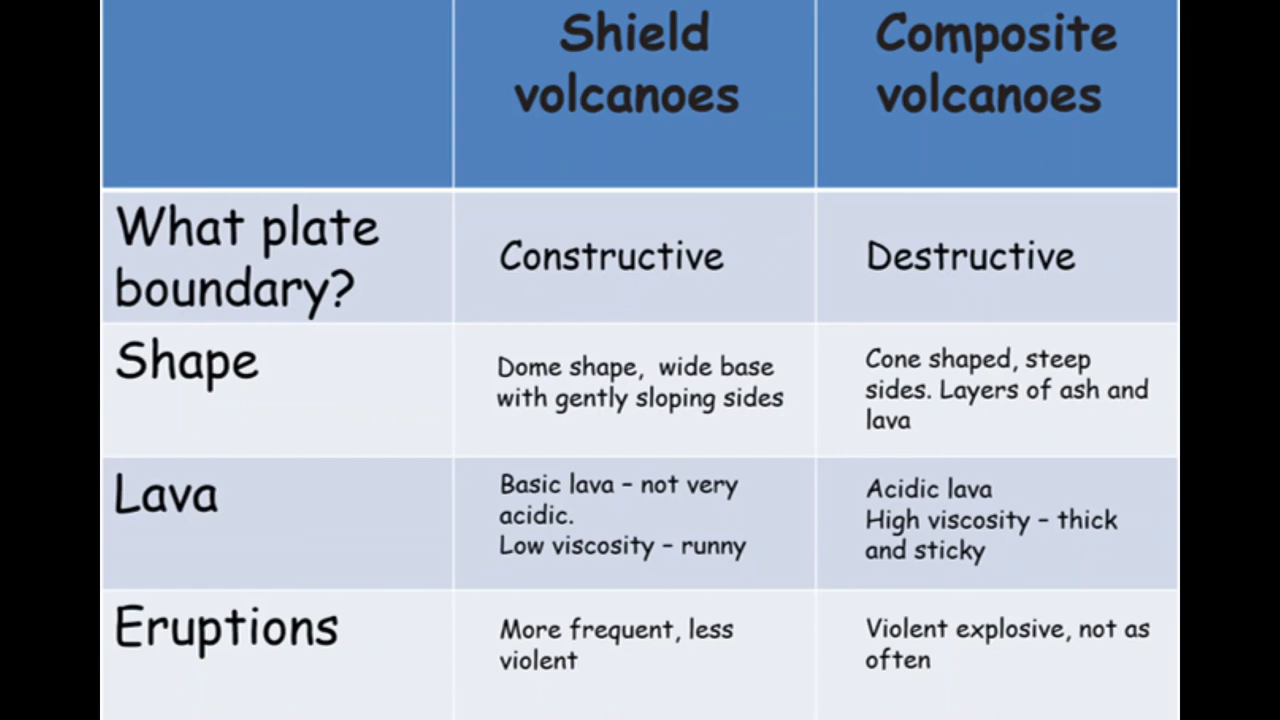 Shield
volcanoes
Composite
volcanoes
What plate
boundary?
Constructive
Destructive
Shape
Dome shape,  wide base
with gently sloping sides
Cone shaped, steep
sides. Layers of ash and
lava
Lava
Basic lava – not very
acidic.
Low viscosity – runny
Acidic lava
High viscosity – thick
and sticky
Eruptions
More frequent, less
violent
Violent explosive, not as
often